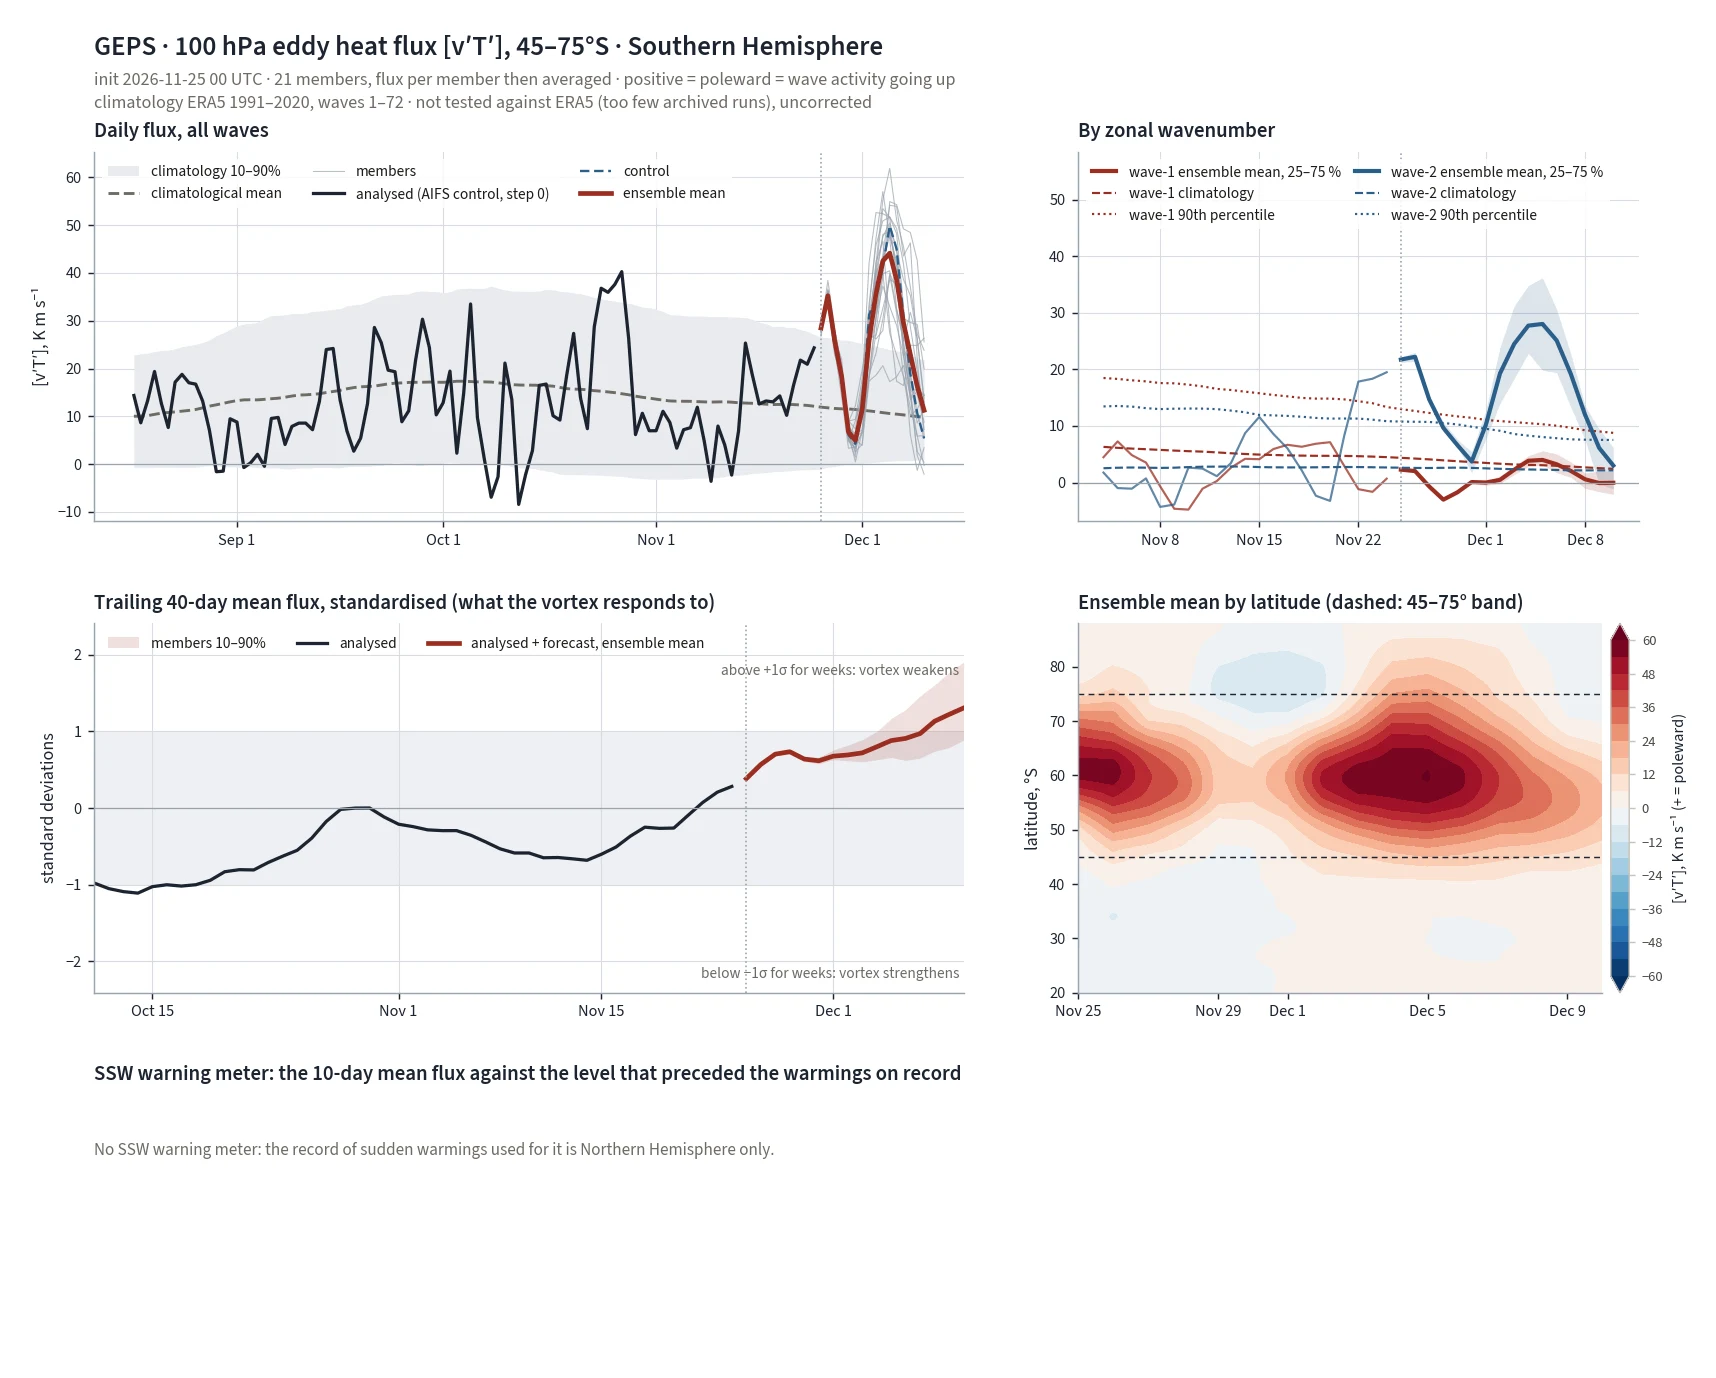 GEPS · 100 hPa eddy heat flux [v′T′], 45–75°S · Southern Hemisphere
init 2026-11-25 00 UTC · 21 members, flux per member then averaged · positive = poleward = wave activity going up
climatology ERA5 1991–2020, waves 1–72 · not tested against ERA5 (too few archived runs), uncorrected
Daily flux, all waves
climatology 10–90%
members
control
climatological mean
analysed (AIFS control, step 0)
ensemble mean
[v′T′], K m s⁻¹
60
50
40
30
20
10
0
−10
Sep 1
Oct 1
Nov 1
Dec 1
By zonal wavenumber
wave-1 ensemble mean, 25–75 %
wave-2 ensemble mean, 25–75 %
wave-1 climatology
wave-2 climatology
wave-1 90th percentile
wave-2 90th percentile
50
40
30
20
10
0
Nov 8
Nov 15
Nov 22
Dec 1
Dec 8
Trailing 40-day mean flux, standardised (what the vortex responds to)
members 10–90%
analysed
analysed + forecast, ensemble mean
above +1σ for weeks: vortex weakens
below −1σ for weeks: vortex strengthens
standard deviations
2
1
0
−1
−2
Oct 15
Nov 1
Nov 15
Dec 1
Ensemble mean by latitude (dashed: 45–75° band)
latitude, °S
80
70
60
50
40
30
20
Nov 25
Nov 29
Dec 1
Dec 5
Dec 9
60
48
36
24
12
0
−12
−24
−36
−48
−60
[v′T′], K m s⁻¹ (+ = poleward)
SSW warning meter: the 10-day mean flux against the level that preceded the warmings on record
No SSW warning meter: the record of sudden warmings used for it is Northern Hemisphere only.